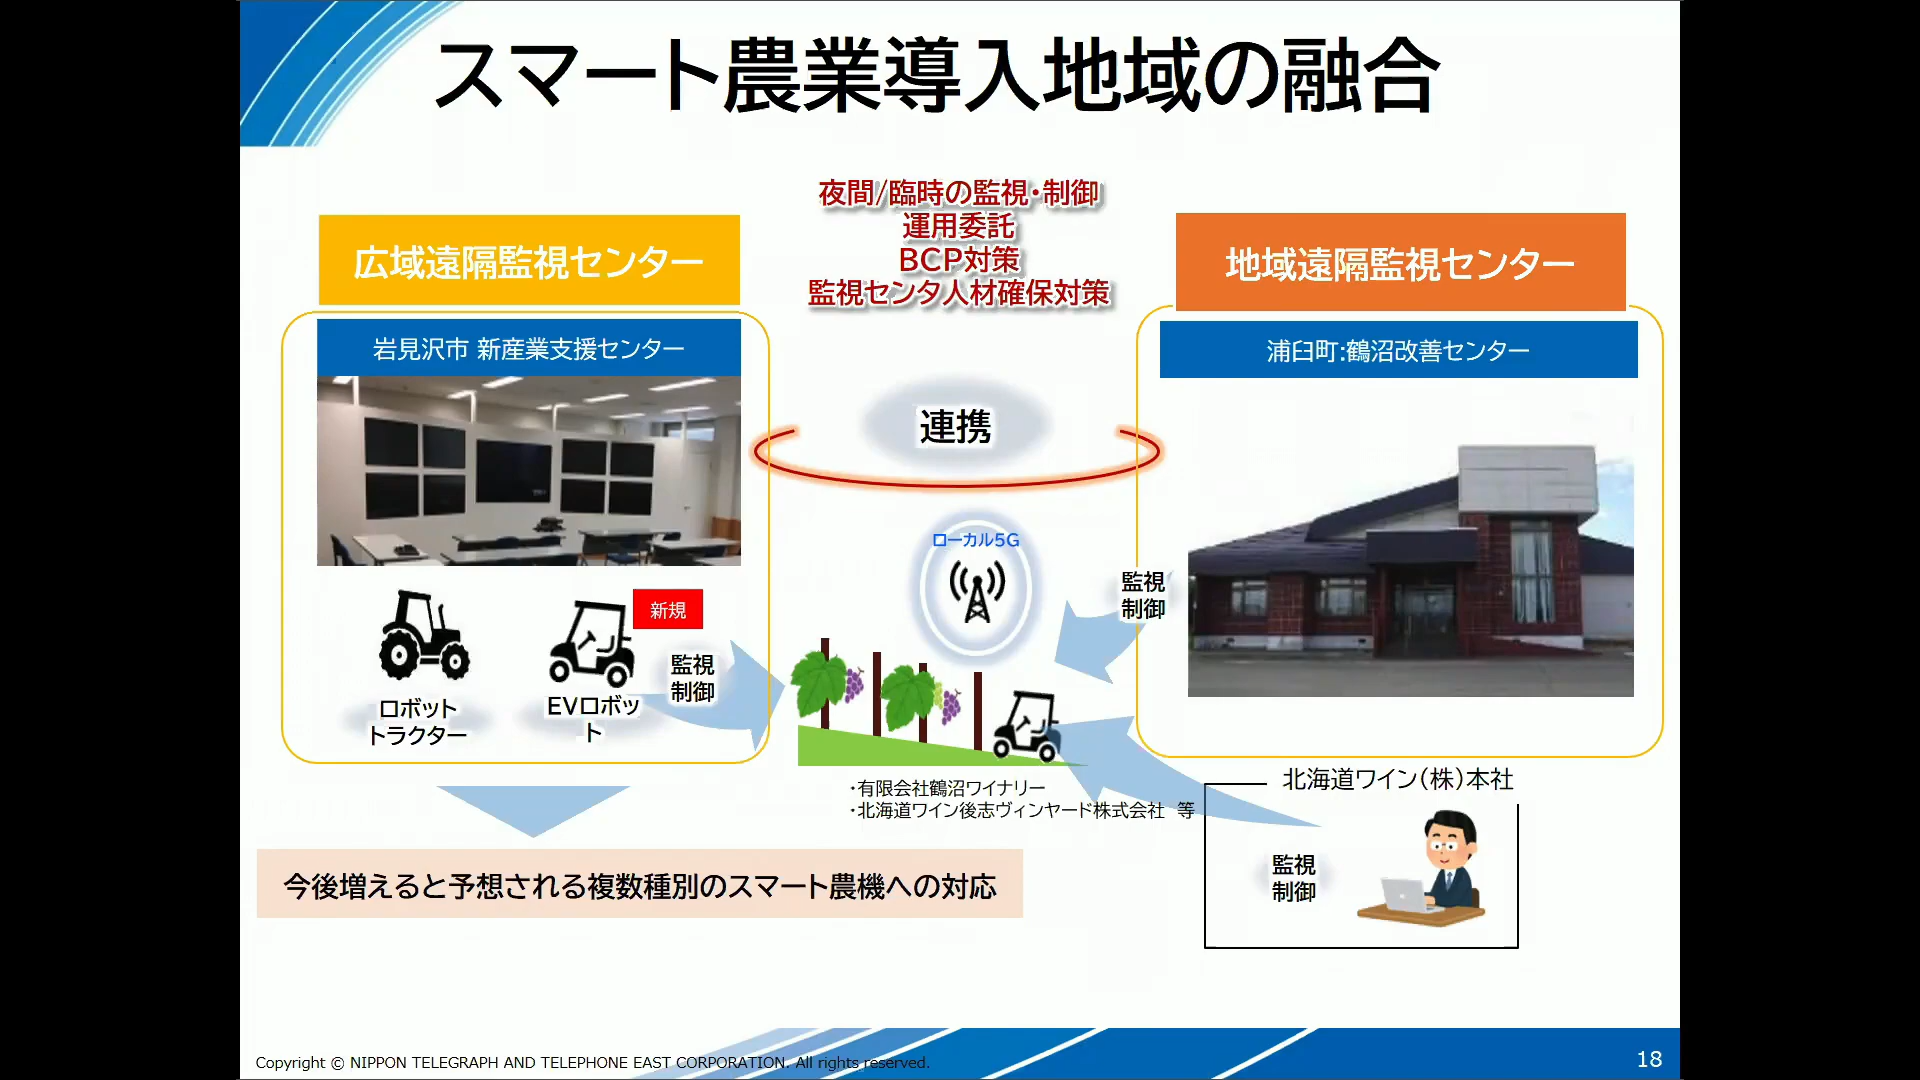 スマート農業導入地域の融合
夜間/臨時の監視・制御
運用委託
BCP対策
監視センタ人材確保対策
広域遠隔監視センター
地域遠隔監視センター
岩見沢市 新産業支援センター
浦臼町:鶴沼改善センター
連携
ローカル5G
監視
制御
新規
監視
制御
ロボット
トラクター
EVロボッ
ト
・有限会社鶴沼ワイナリー
・北海道ワイン後志ヴィンヤード株式会社 等
北海道ワイン(株)本社
監視
制御
今後増えると予想される複数種別のスマート農機への対応
Copyright © NIPPON TELEGRAPH AND TELEPHONE EAST CORPORATION. All rights reserved.
18